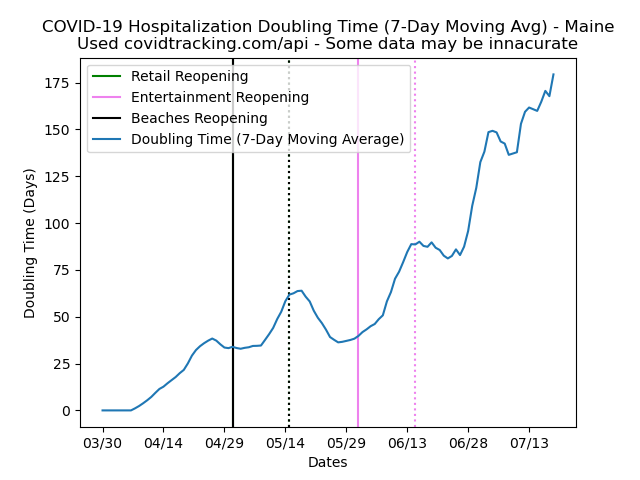 COVID-19 Hospitalization Doubling Time (7-Day Moving Avg) - Maine
Used covidtracking.com/api - Some data may be innacurate
Retail Reopening
Entertainment Reopening
Beaches Reopening
Doubling Time (7-Day Moving Average)
Doubling Time (Days)
175
150
125
100
75
50
25
0
03/30 04/14 04/29 05/14 05/29 06/13 06/28 07/13
Dates